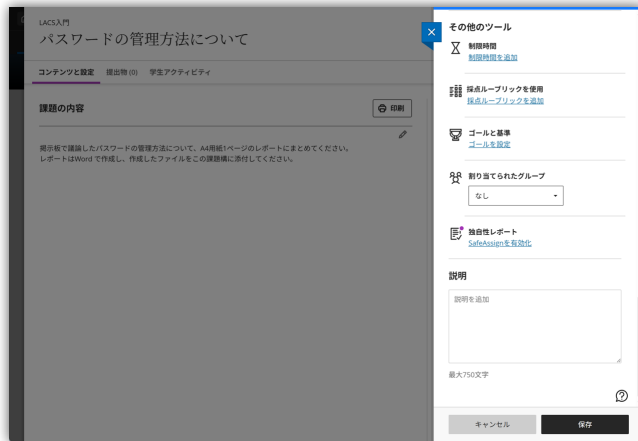 LACS入門
パスワードの管理方法について
コンテンツと設定 提出物 (0) 学生アクティビティ
課題の内容
印刷
掲示板で議論したパスワードの管理方法について、A4用紙1ページのレポートにまとめてください。
レポートはWord で作成し、作成したファイルをこの課題構に添付してください。
その他のツール
制限時間
制限時間を追加
採点ルーブリックを使用
採点ルーブリックを追加
ゴールと基準
ゴールを設定
割り当てられたグループ
なし
独自性レポート
SafeAssignを有効化
説明
説明を追加
最大750文字
キャンセル
保存